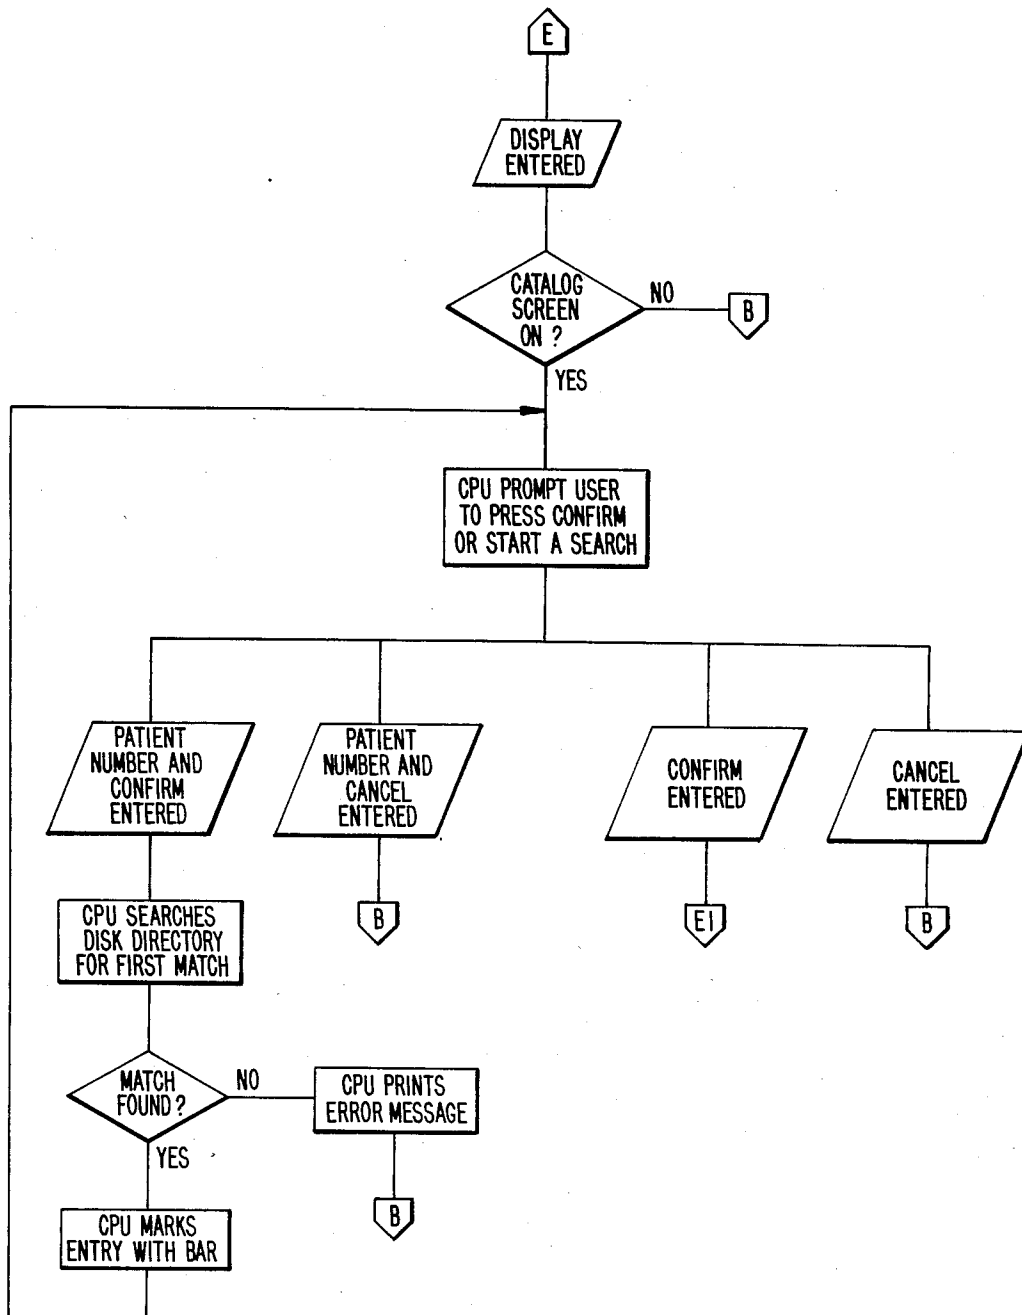 E
DISPLAY
ENTERED
CATALOG
SCREEN
ON ?
NO
B
YES
CPU PROMPT USER
TO PRESS CONFIRM
OR START A SEARCH
PATIENT
NUMBER AND
CONFIRM
ENTERED
PATIENT
NUMBER AND
CANCEL
ENTERED
CONFIRM
ENTERED
CANCEL
ENTERED
CPU SEARCHES
DISK DIRECTORY
FOR FIRST MATCH
B
E1
B
MATCH
FOUND ?
NO
CPU PRINTS
ERROR MESSAGE
YES
B
CPU MARKS
ENTRY WITH BAR